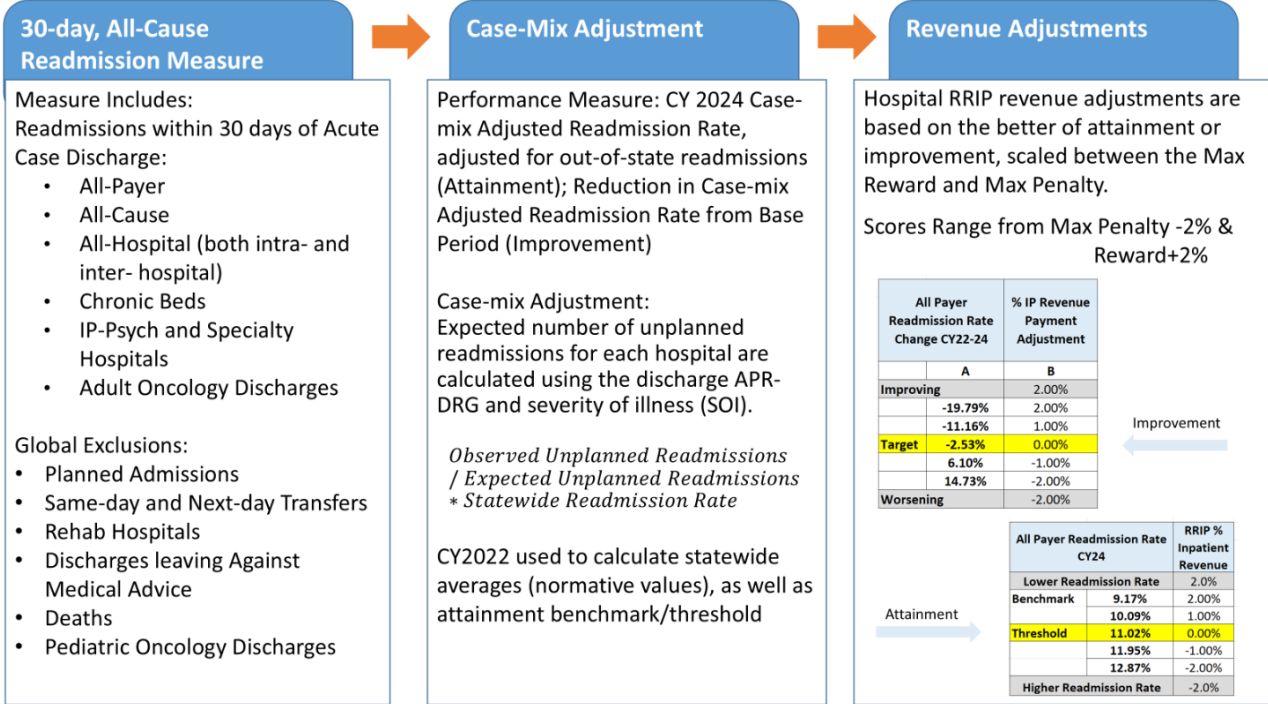 30-day, All-Cause
Readmission Measure
Measure Includes:
Readmissions within 30 days of Acute
Case Discharge:
• All-Payer
• All-Cause
• All-Hospital (both intra- and
inter- hospital)
• Chronic Beds
• IP-Psych and Specialty
Hospitals
• Adult Oncology Discharges
Global Exclusions:
• Planned Admissions
• Same-day and Next-day Transfers
• Rehab Hospitals
• Discharges leaving Against
Medical Advice
• Deaths
• Pediatric Oncology Discharges
Case-Mix Adjustment
Performance Measure: CY 2024 Case-
mix Adjusted Readmission Rate,
adjusted for out-of-state readmissions
(Attainment); Reduction in Case-mix
Adjusted Readmission Rate from Base
Period (Improvement)
Case-mix Adjustment:
Expected number of unplanned
readmissions for each hospital are
calculated using the discharge APR-
DRG and severity of illness (SOI).
Observed Unplanned Readmissions
/ Expected Unplanned Readmissions
* Statewide Readmission Rate
CY2022 used to calculate statewide
averages (normative values), as well as
attainment benchmark/threshold
Revenue Adjustments
Hospital RRIP revenue adjustments are
based on the better of attainment or
improvement, scaled between the Max
Reward and Max Penalty.
Scores Range from Max Penalty -2% &
Reward+2%
All Payer
Readmission Rate
Change CY22-24
% IP Revenue
Payment
Adjustment
A B
Improving 2.00%
-19.79% 2.00%
-11.16% 1.00%
Target -2.53% 0.00%
6.10% -1.00%
14.73% -2.00%
Worsening -2.00%
Improvement
Attainment
All Payer Readmission Rate
CY24
RRIP %
Inpatient
Revenue
Lower Readmission Rate 2.0%
Benchmark 9.17% 2.00%
10.09% 1.00%
Threshold 11.02% 0.00%
11.95% -1.00%
12.87% -2.00%
Higher Readmission Rate -2.0%